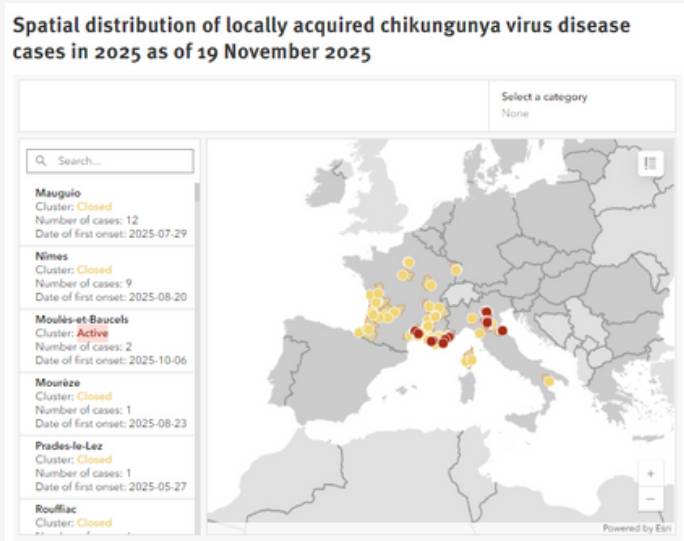 Spatial distribution of locally acquired chikungunya virus disease
cases in 2025 as of 19 November 2025
Select a category
None
Search...
Mauguio
Cluster: Closed
Number of cases: 12
Date of first onset: 2025-07-29
Nîmes
Cluster: Closed
Number of cases: 9
Date of first onset: 2025-08-20
Moulès-et-Baucels
Cluster: Active
Number of cases: 2
Date of first onset: 2025-10-06
Mourèze
Cluster: Closed
Number of cases: 1
Date of first onset: 2025-08-23
Prades-le-Lez
Cluster: Closed
Number of cases: 1
Date of first onset: 2025-05-27
Rouffiac
Cluster: Closed
Powered by Esri